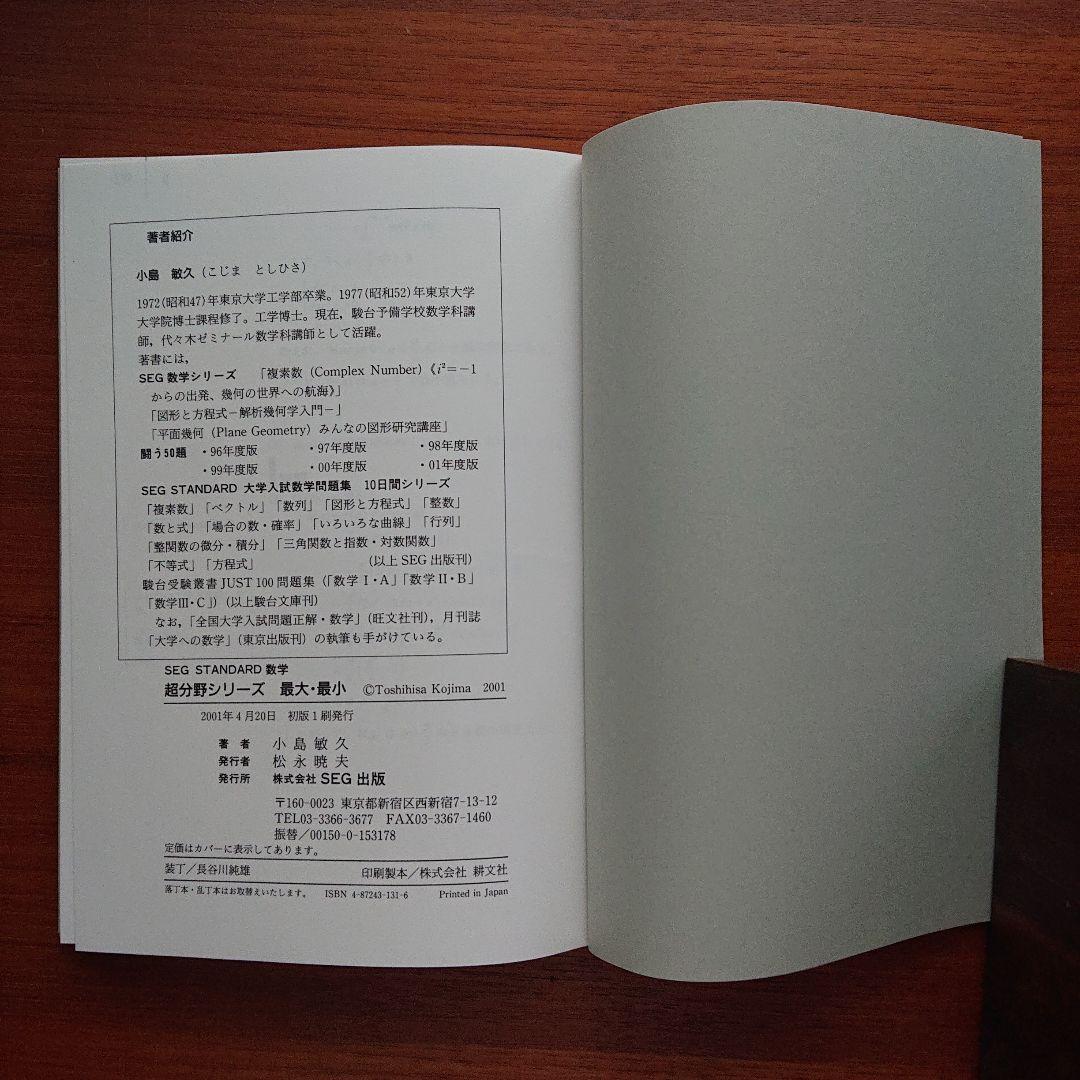 著者紹介
小島 敏久（こじま としひさ）
1972（昭和47）年東京大学工学部卒業。1977（昭和52）年東京大学
大学院博士課程修了。工学博士。現在，駿台予備学校数学科講
師，代々木ゼミナール数学科講師として活躍。
著書には，
SEG 数学シリーズ 「複素数（Complex Number）《i²＝−1
からの出発、幾何の世界への航海》」
「図形と方程式−解析幾何学入門−」
「平面幾何（Plane Geometry）みんなの図形研究講座」
闘う50題 ・96年度版 ・97年度版 ・98年度版
・99年度版 ・00年度版 ・01年度版
SEG STANDARD 大学入試数学問題集 10日間シリーズ
「複素数」「ベクトル」「数列」「図形と方程式」「整数」
「数と式」「場合の数・確率」「いろいろな曲線」「行列」
「整関数の微分・積分」「三角関数と指数・対数関数」
「不等式」「方程式」 （以上 SEG 出版刊）
駿台受験叢書 JUST 100 問題集（「数学Ⅰ・A」「数学Ⅱ・B」
「数学Ⅲ・C」）（以上駿台文庫刊）
なお，「全国大学入試問題正解・数学」（旺文社刊），月刊誌
「大学への数学」（東京出版刊）の執筆も手がけている。
SEG STANDARD 数学
超分野シリーズ 最大・最小 ©Toshihisa Kojima 2001
2001年4月20日 初版1刷発行
著者 小島敏久
発行者 松永暁夫
発行所 株式会社 SEG 出版
〒160-0023 東京都新宿区西新宿7-13-12
TEL03-3366-3677 FAX03-3367-1460
振替／00150-0-153178
定価はカバーに表示してあります。
装丁／長谷川純雄 印刷製本／株式会社 耕文社
落丁本・乱丁本はお取替えいたします。 ISBN 4-87243-131-6 Printed in Japan